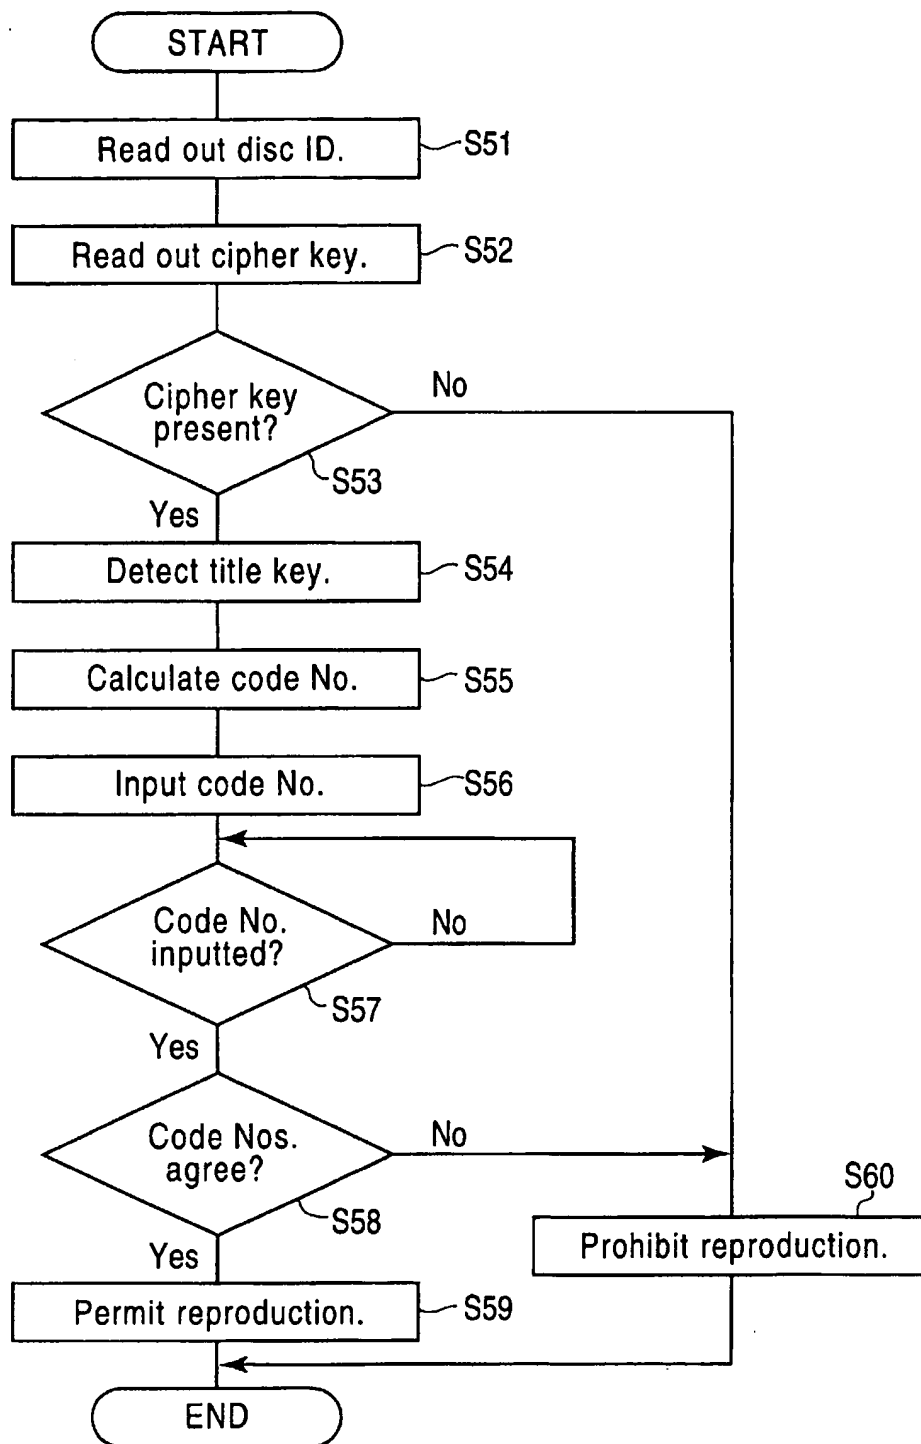 START
Read out disc ID.
S51
Read out cipher key.
S52
Cipher key
present?
No
S53
Yes
Detect title key.
S54
Calculate code No.
S55
Input code No.
S56
Code No.
inputted?
No
S57
Yes
Code Nos.
agree?
No
S58
S60
Yes
Prohibit reproduction.
Permit reproduction.
S59
END